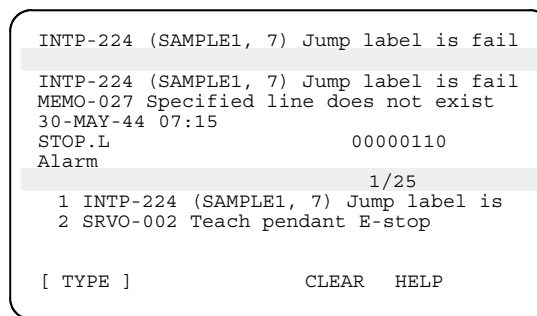 INTP-224 (SAMPLE1, 7) Jump label is fail
INTP-224 (SAMPLE1, 7) Jump label is fail
MEMO-027 Specified line does not exist
30-MAY-44 07:15
STOP.L 00000110
Alarm
1/25
1 INTP-224 (SAMPLE1, 7) Jump label is
2 SRVO-002 Teach pendant E-stop
[ TYPE ] CLEAR HELP